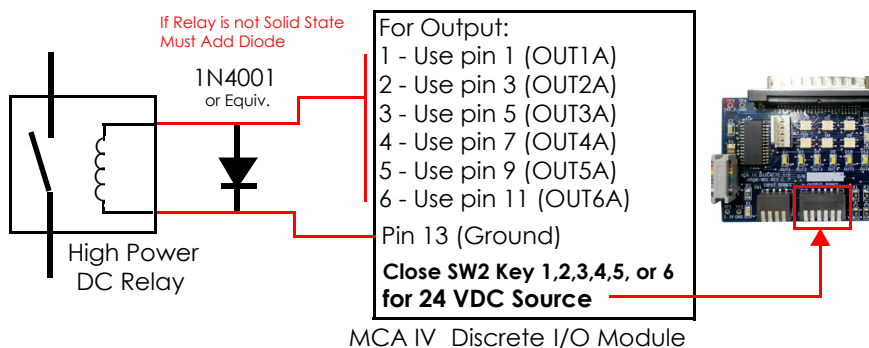 If Relay is not Solid State
Must Add Diode
1N4001
or Equiv.
High Power
DC Relay
For Output:
1 - Use pin 1 (OUT1A)
2 - Use pin 3 (OUT2A)
3 - Use pin 5 (OUT3A)
4 - Use pin 7 (OUT4A)
5 - Use pin 9 (OUT5A)
6 - Use pin 11 (OUT6A)
Pin 13 (Ground)
Close SW2 Key 1,2,3,4,5, or 6
for 24 VDC Source
MCA IV Discrete I/O Module